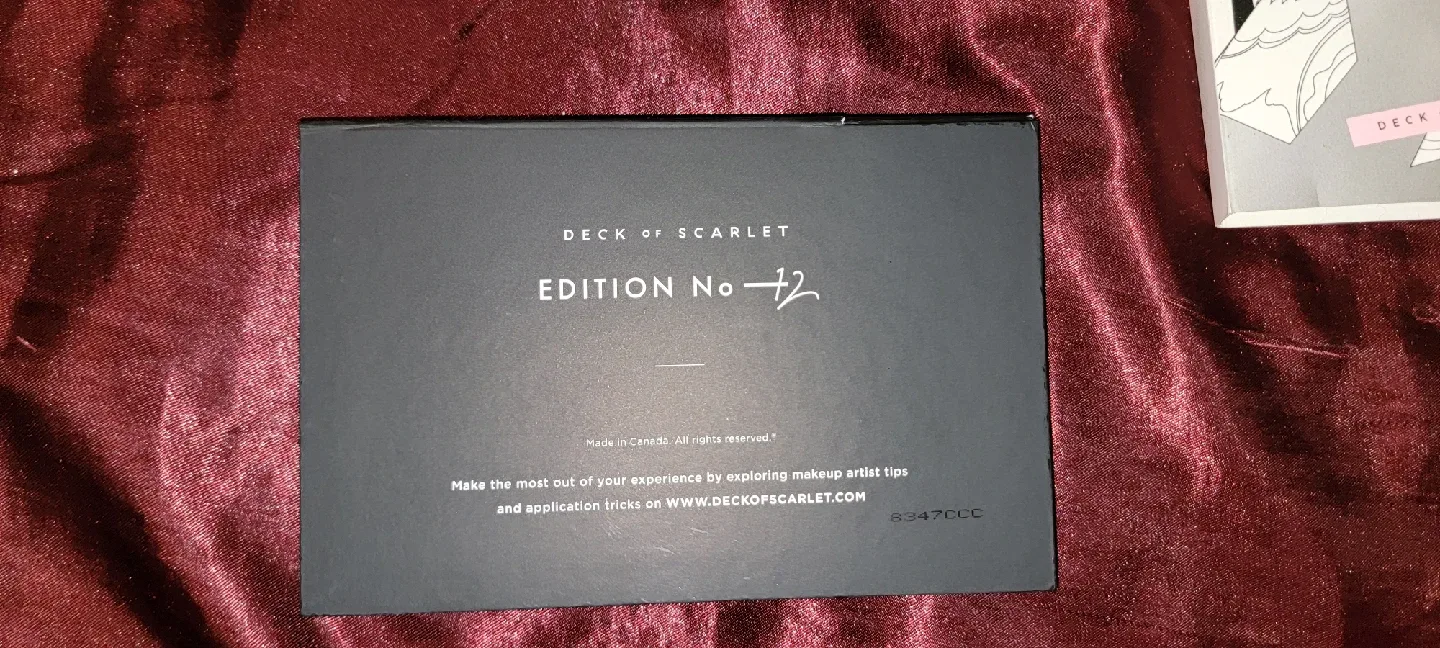 DECK OF SCARLET
EDITION No 12
Made in Canada. All rights reserved.*
Make the most out of your experience by exploring makeup artist tips
and application tricks on WWW.DECKOFSCARLET.COM
8347CCC
DECK